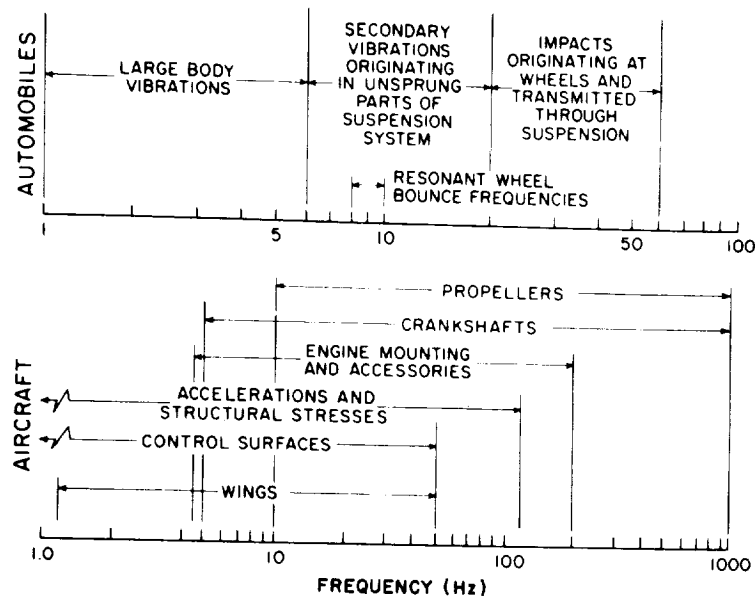 AUTOMOBILES
LARGE BODY
VIBRATIONS
SECONDARY
VIBRATIONS
ORIGINATING
IN UNSPRUNG
PARTS OF
SUSPENSION
SYSTEM
IMPACTS
ORIGINATING AT
WHEELS AND
TRANSMITTED
THROUGH
SUSPENSION
RESONANT WHEEL
BOUNCE FREQUENCIES
1 5 10 50 100
AIRCRAFT
PROPELLERS
CRANKSHAFTS
ENGINE MOUNTING
AND ACCESSORIES
ACCELERATIONS AND
STRUCTURAL STRESSES
CONTROL SURFACES
WINGS
1.0 10 100 1000
FREQUENCY (Hz)